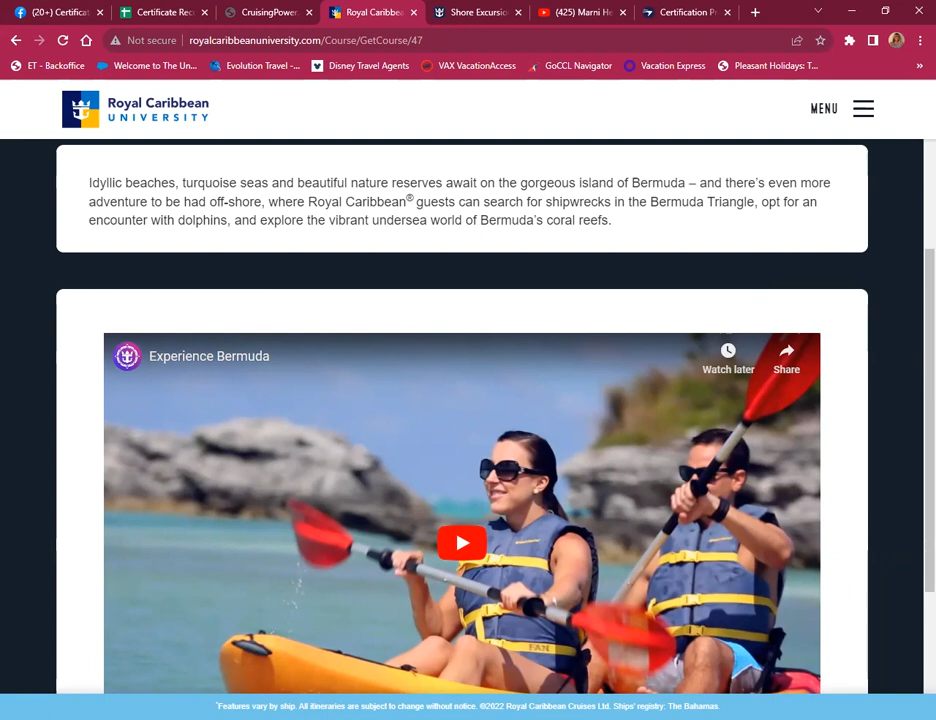 (20+) Certificat
Certificate Rec
CruisingPower.
Royal Caribbea
Shore Excursio
(425) Marni He
Certification Pr
Not secure
royalcaribbeanuniversity.com/Course/GetCourse/47
ET - Backoffice
Welcome to The Un...
Evolution Travel -...
Disney Travel Agents
VAX VacationAccess
GoCCL Navigator
Vacation Express
Pleasant Holidays: T...
»
Royal Caribbean
UNIVERSITY
MENU
Idyllic beaches, turquoise seas and beautiful nature reserves await on the gorgeous island of Bermuda – and there’s even more
adventure to be had off-shore, where Royal Caribbean® guests can search for shipwrecks in the Bermuda Triangle, opt for an
encounter with dolphins, and explore the vibrant undersea world of Bermuda’s coral reefs.
Experience Bermuda
Watch later
Share
FAN
*Features vary by ship. All itineraries are subject to change without notice. ©2022 Royal Caribbean Cruises Ltd. Ships' registry: The Bahamas.